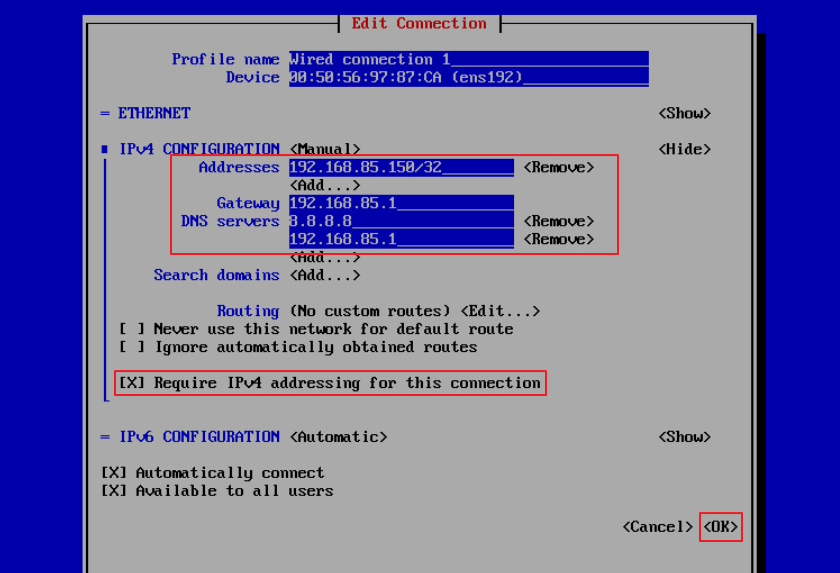 Edit Connection
Profile name Wired connection 1
Device 00:50:56:97:87:CA (ens192)
= ETHERNET <Show>
IPv4 CONFIGURATION <Manual> <Hide>
Addresses 192.168.85.150/32 <Remove>
<Add...>
Gateway 192.168.85.1
DNS servers 8.8.8.8 <Remove>
192.168.85.1 <Remove>
<Add...>
Search domains <Add...>
Routing (No custom routes) <Edit...>
[ ] Never use this network for default route
[ ] Ignore automatically obtained routes
[X] Require IPv4 addressing for this connection
= IPv6 CONFIGURATION <Automatic> <Show>
[X] Automatically connect
[X] Available to all users
<Cancel> <OK>